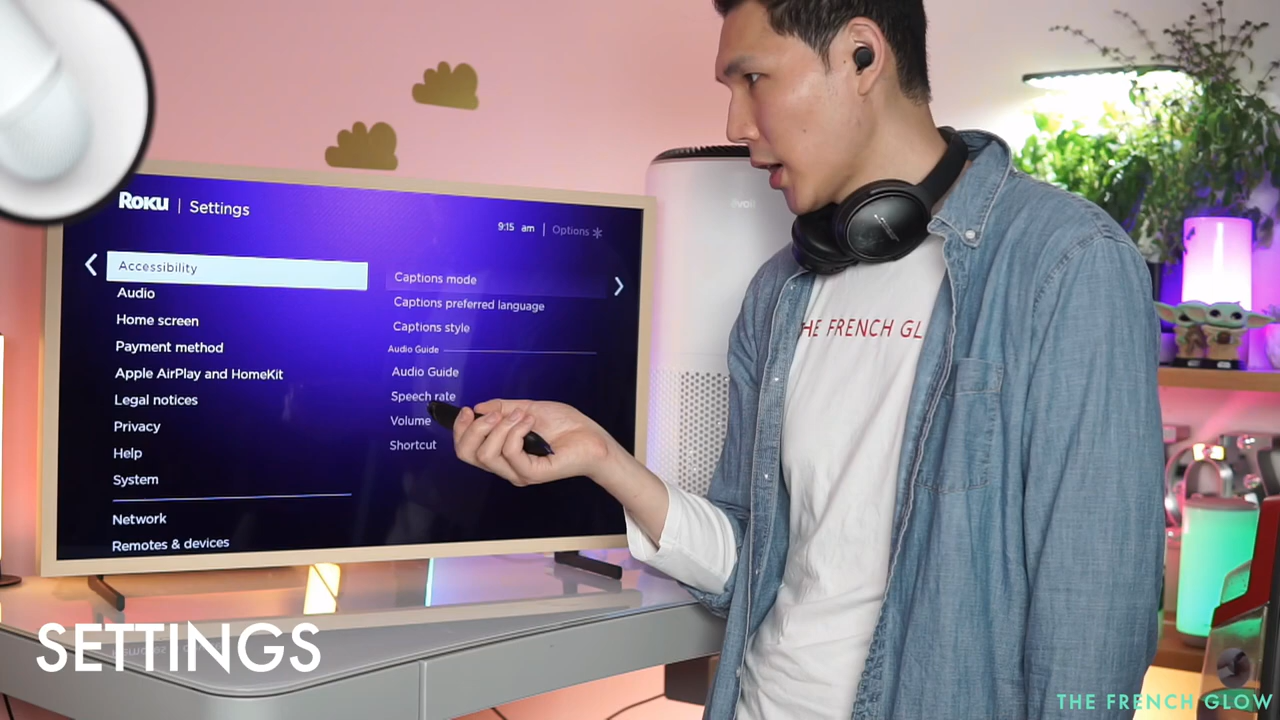 Roku | Settings
9:15 am | Options
Accessibility
Audio
Home screen
Payment method
Apple AirPlay and HomeKit
Legal notices
Privacy
Help
System
Network
Remotes & devices
Captions mode
Captions preferred language
Captions style
Audio Guide
Audio Guide
Speech rate
Volume
Shortcut
HE FRENCH GL
SETTINGS
THE FRENCH GLOW